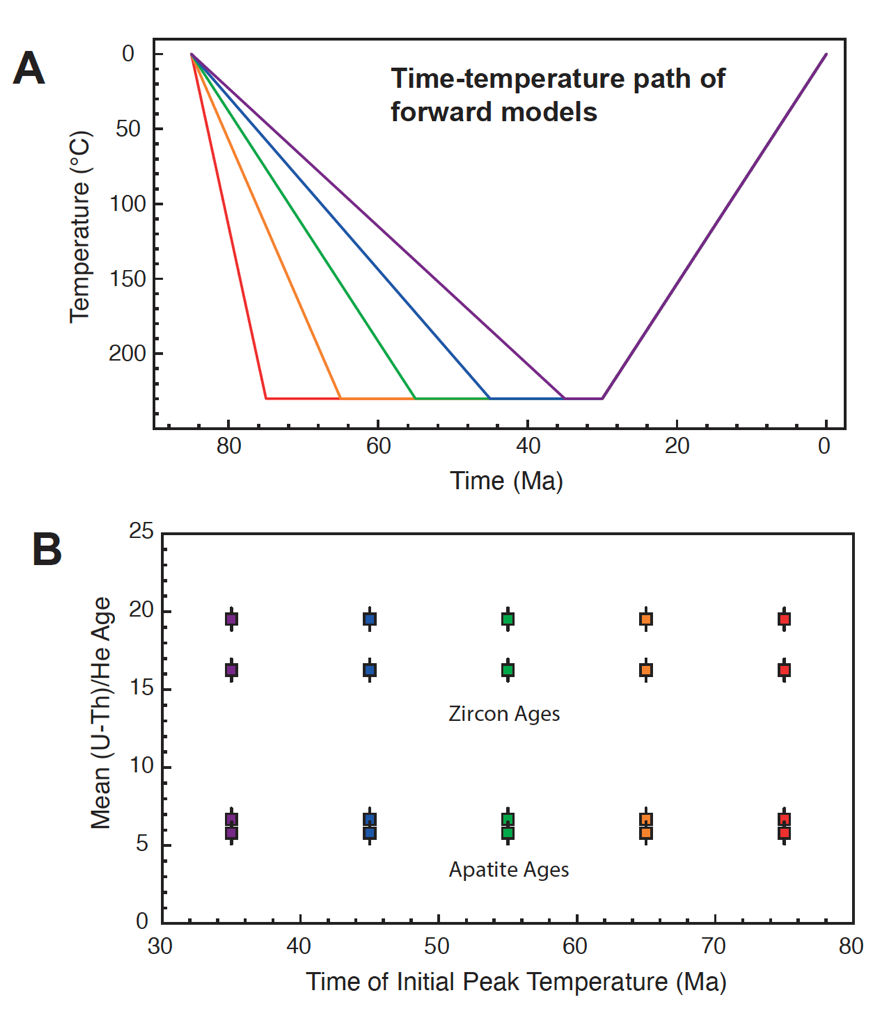 A
Time-temperature path of
forward models
0
50
100
150
200
Temperature (°C)
80
60
40
20
0
Time (Ma)
B
25
20
15
10
5
0
Mean (U-Th)/He Age
Zircon Ages
Apatite Ages
30
40
50
60
70
80
Time of Initial Peak Temperature (Ma)